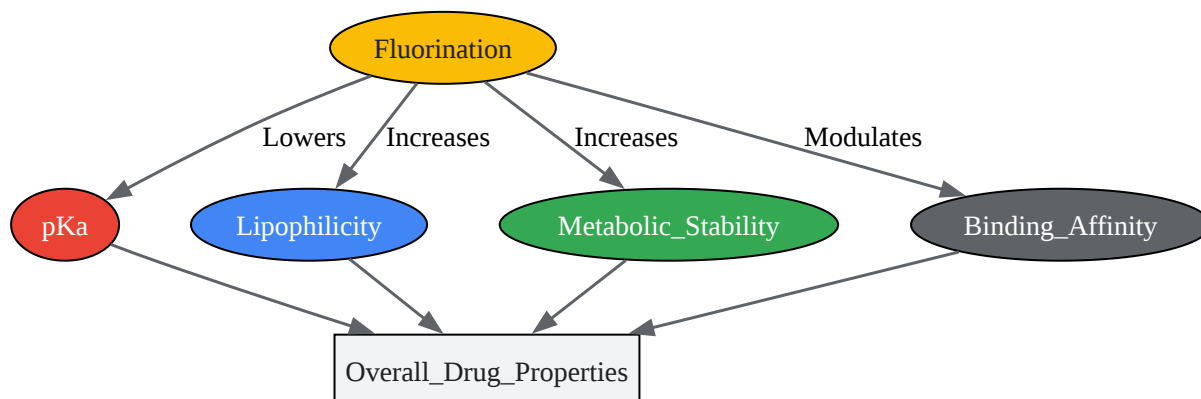 Fluorination
Lowers
Increases
Increases
Modulates
pKa
Lipophilicity
Metabolic_Stability
Binding_Affinity
Overall_Drug_Properties